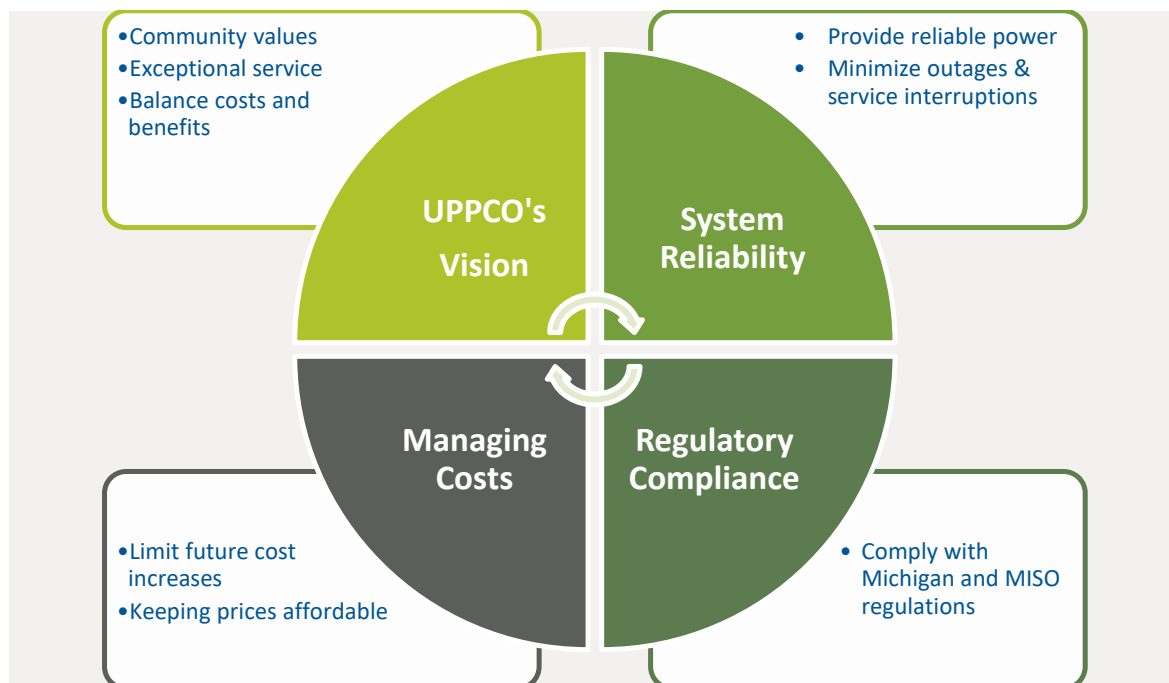 •Community values
•Exceptional service
•Balance costs and
benefits
• Provide reliable power
• Minimize outages &
service interruptions
UPPCO's
Vision
System
Reliability
Managing
Costs
Regulatory
Compliance
•Limit future cost
increases
•Keeping prices affordable
• Comply with
Michigan and MISO
regulations